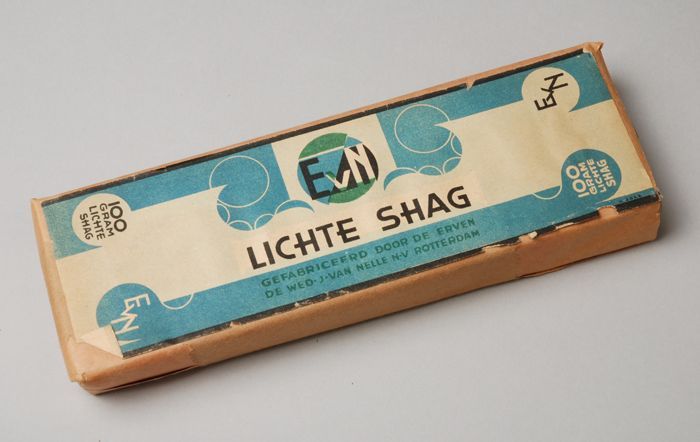 EVN
LICHTE SHAG
GEFABRICEERD DOOR DE ERVEN
DE WED·J·VAN NELLE N·V ROTTERDAM
100
GRAM
LICHTE
SHAG
EVN
EVN
100
GRAM
LICHTE
SHAG